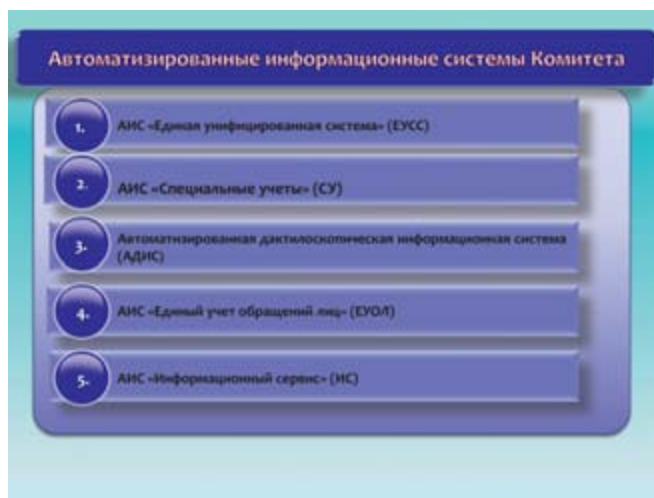 Автоматизированные информационные системы Комитета
1. АИС «Единая унифицированная система» (ЕУСС)
2. АИС «Специальные учеты» (СУ)
3. Автоматизированная дактилоскопическая информационная система
(АДИС)
4. АИС «Единый учет обращений лиц» (ЕУОЛ)
5. АИС «Информационный сервис» (ИС)